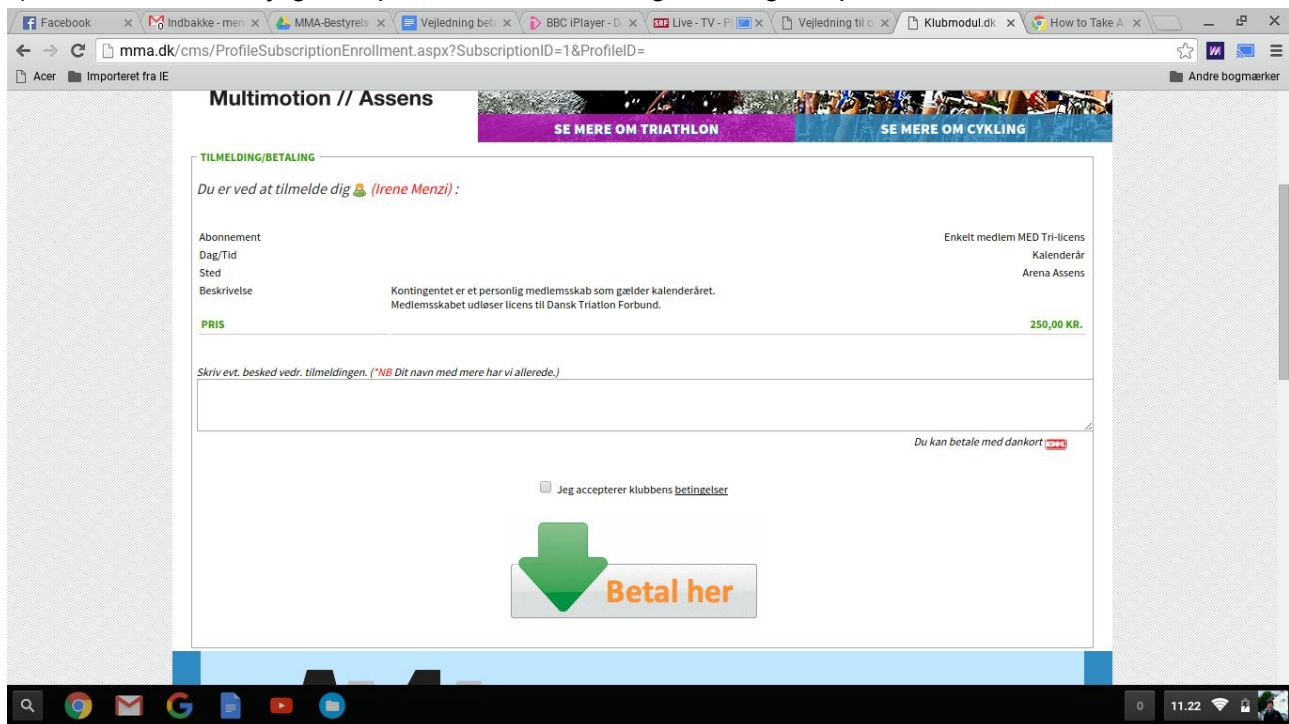 Facebook
Indbakke - men
MMA-Bestyrels
Vejledning bet
BBC iPlayer - D
SRF Live - TV - Pl
Vejledning til o
Klubmodul.dk
How to Take A
mma.dk/cms/ProfileSubscriptionEnrollment.aspx?SubscriptionID=1&ProfileID=
Acer
Importeret fra IE
Andre bogmærker
Multimotion // Assens
SE MERE OM TRIATHLON
SE MERE OM CYKLING
TILMELDING/BETALING
Du er ved at tilmelde dig (Irene Menzi) :
Abonnement Enkelt medlem MED Tri-licens
Dag/Tid Kalenderår
Sted Arena Assens
Beskrivelse Kontingentet er et personlig medlemsskab som gælder kalenderåret.
Medlemsskabet udløser licens til Dansk Triatlon Forbund.
PRIS 250,00 KR.
Skriv evt. besked vedr. tilmeldingen. (*NB Dit navn med mere har vi allerede.)
Du kan betale med dankort
Jeg accepterer klubbens betingelser
Betal her
0
11.22